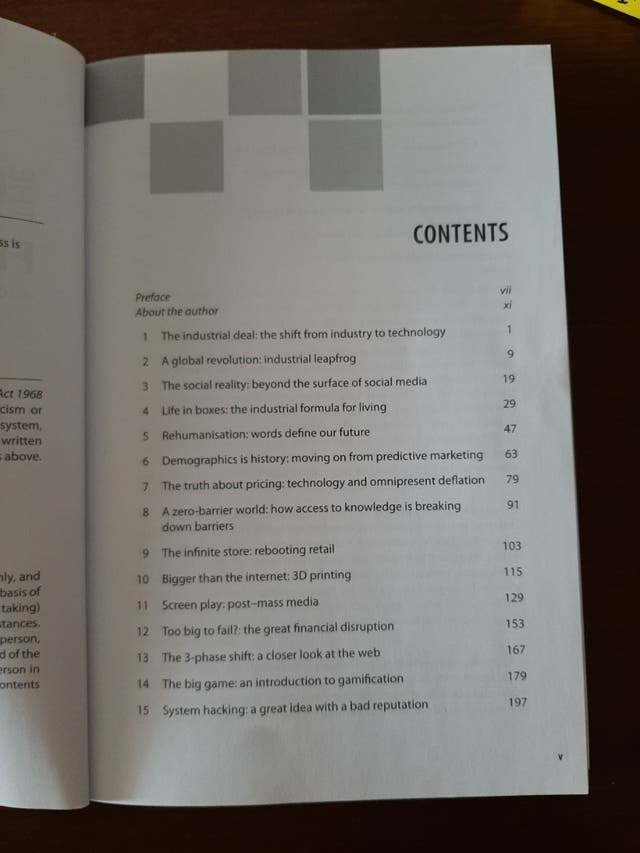 ss is
Act 1968
cism or
system,
written
above.
nly, and
basis of
taking)
stances.
person,
d of the
erson in
ontents
CONTENTS
Preface vii
About the author xi
1 The industrial deal: the shift from industry to technology 1
2 A global revolution: industrial leapfrog 9
3 The social reality: beyond the surface of social media 19
4 Life in boxes: the industrial formula for living 29
5 Rehumanisation: words define our future 47
6 Demographics is history: moving on from predictive marketing 63
7 The truth about pricing: technology and omnipresent deflation 79
8 A zero-barrier world: how access to knowledge is breaking 91
down barriers
9 The infinite store: rebooting retail 103
10 Bigger than the internet: 3D printing 115
11 Screen play: post–mass media 129
12 Too big to fail?: the great financial disruption 153
13 The 3-phase shift: a closer look at the web 167
14 The big game: an introduction to gamification 179
15 System hacking: a great idea with a bad reputation 197
v